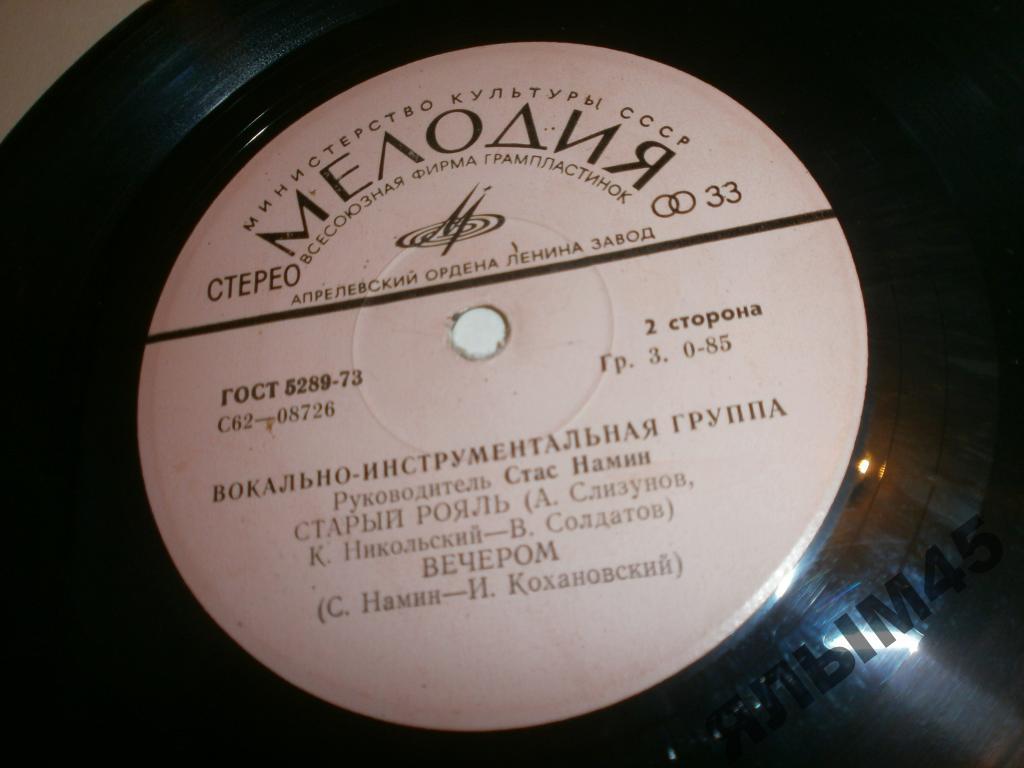 МИНИСТЕРСТВО КУЛЬТУРЫ СССР
МЕЛОДИЯ
ВСЕСОЮЗНАЯ ФИРМА ГРАМПЛАСТИНОК
СТЕРЕО
33
АПРЕЛЕВСКИЙ ОРДЕНА ЛЕНИНА ЗАВОД
2 сторона
ГОСТ 5289-73
Гр. 3. 0-85
С62—08726
ВОКАЛЬНО-ИНСТРУМЕНТАЛЬНАЯ ГРУППА
Руководитель Стас Намин
СТАРЫЙ РОЯЛЬ (А. Слизунов,
К. Никольский—В. Солдатов)
ВЕЧЕРОМ
(С. Намин—И. Кохановский)
ЯЛЫМ45